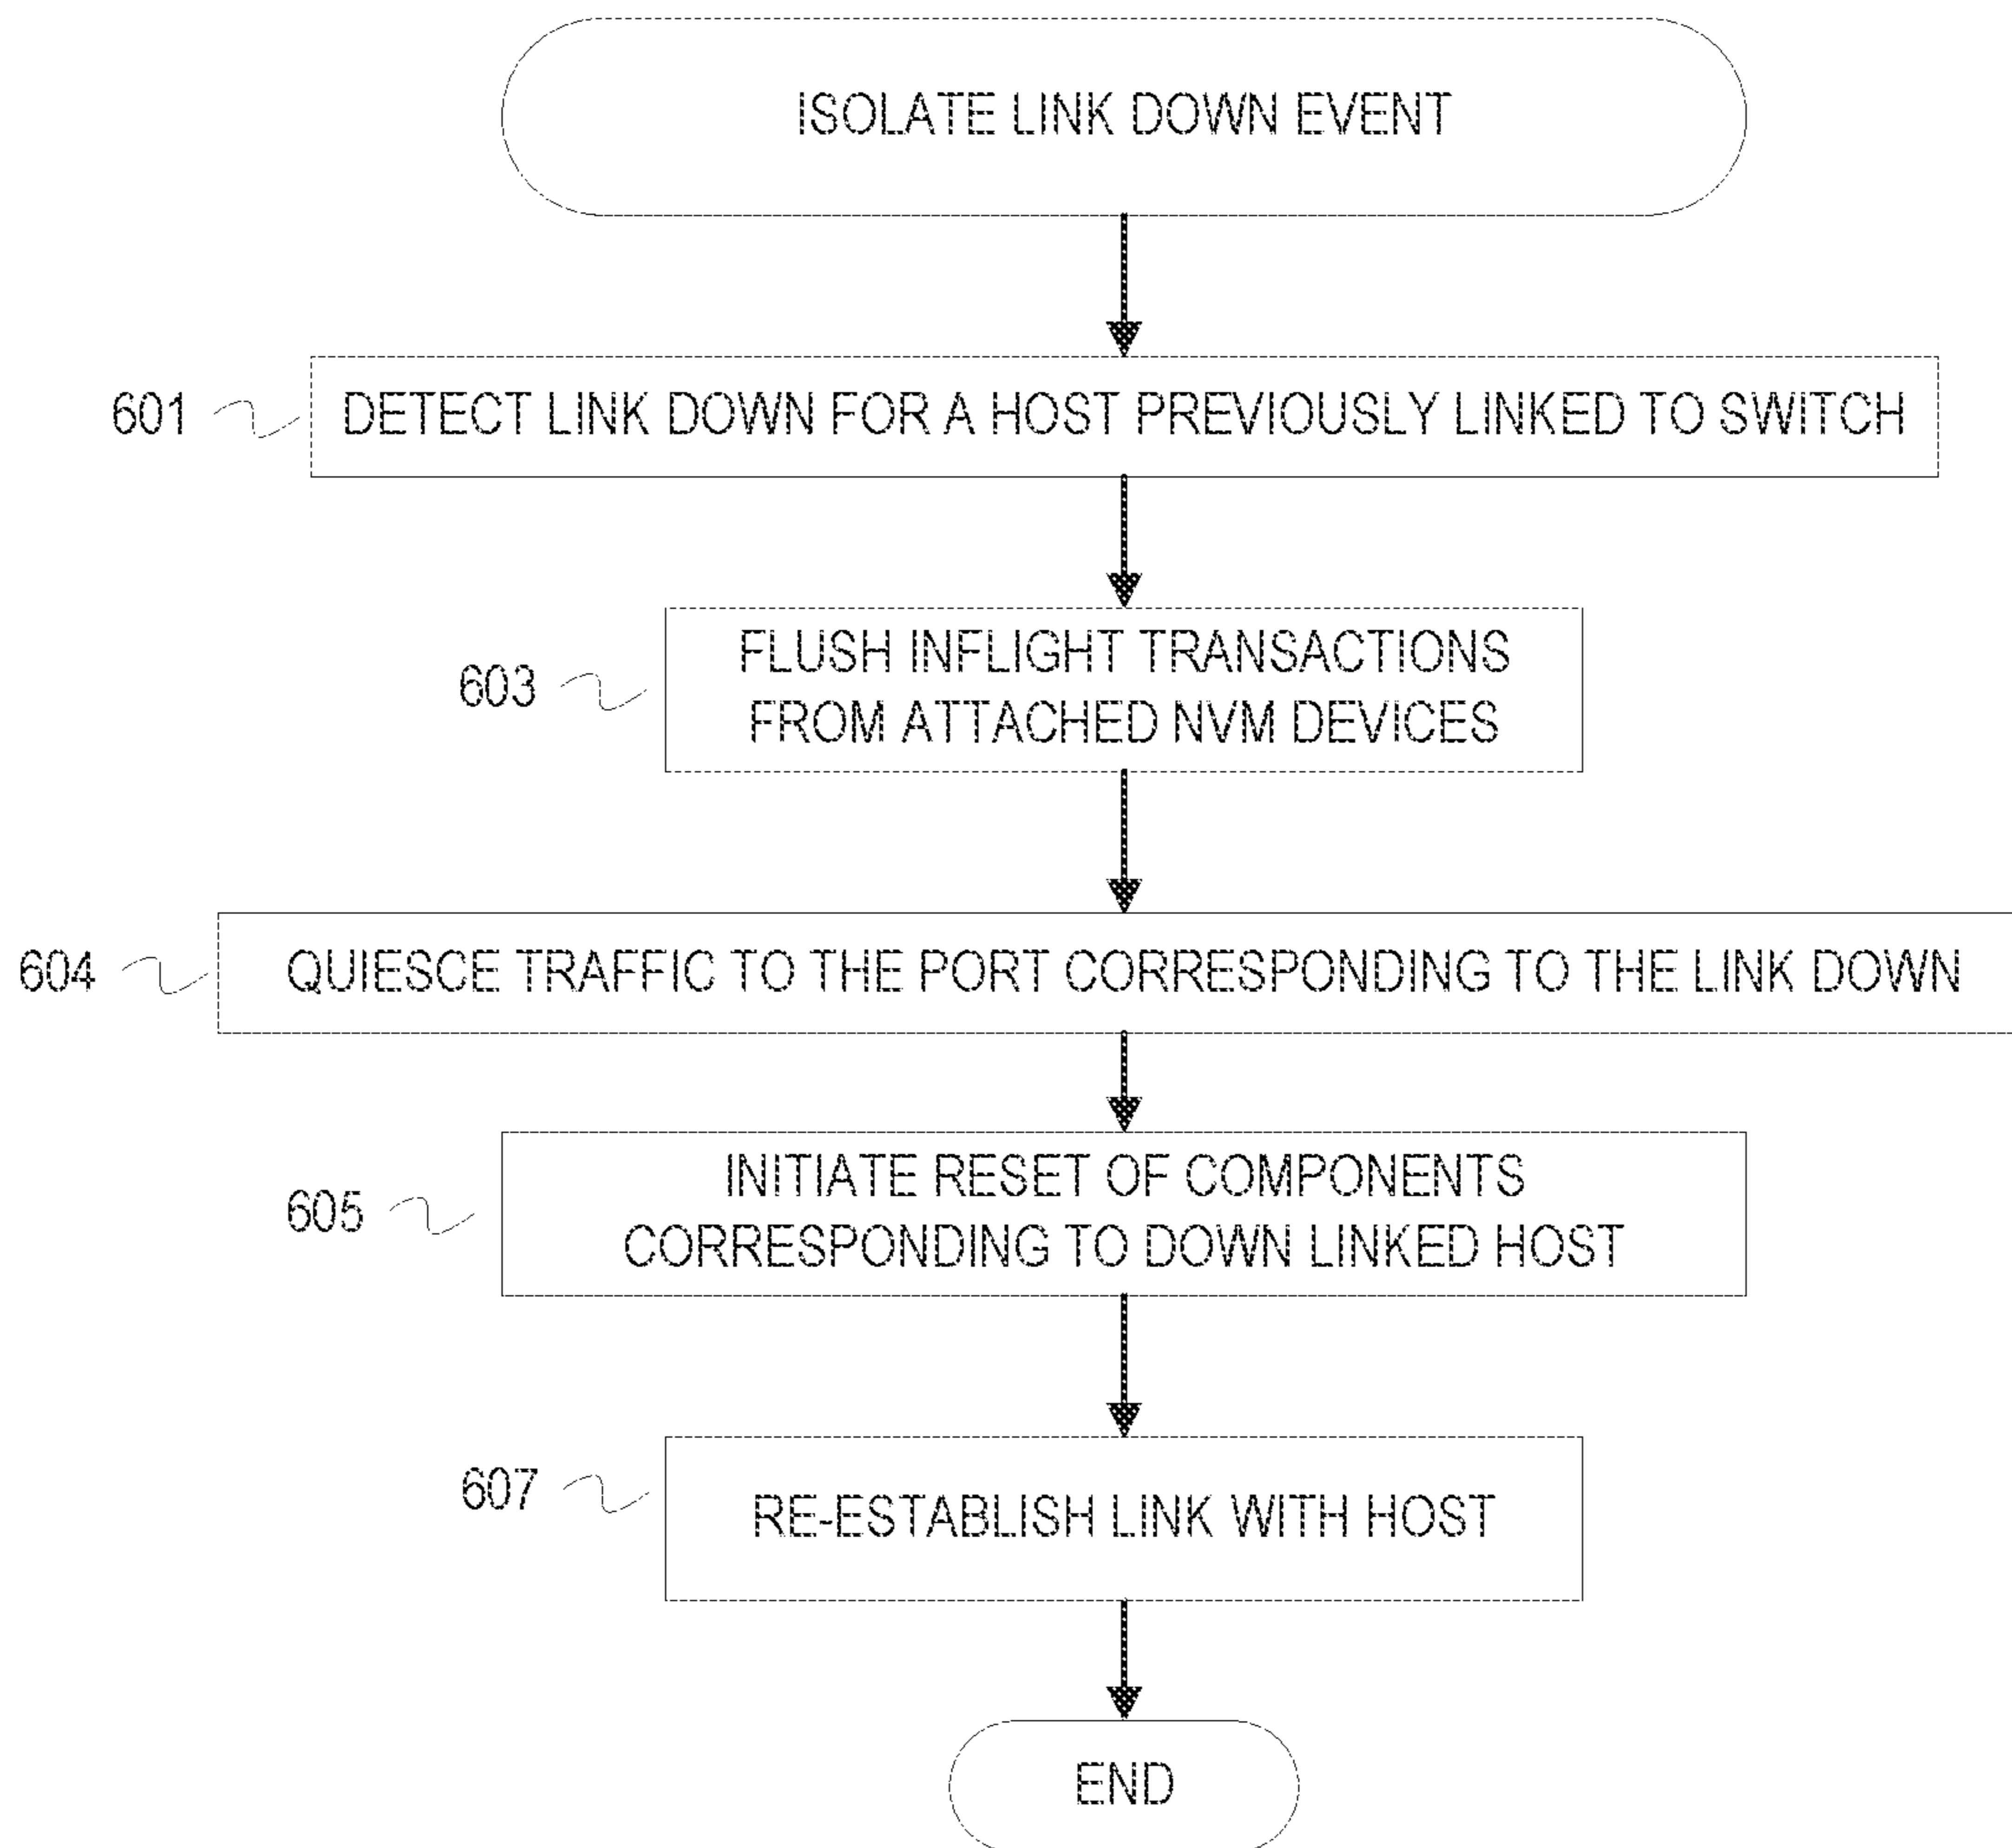 ISOLATE LINK DOWN EVENT
601
DETECT LINK DOWN FOR A HOST PREVIOUSLY LINKED TO SWITCH
603
FLUSH INFLIGHT TRANSACTIONS
FROM ATTACHED NVM DEVICES
604
QUIESCE TRAFFIC TO THE PORT CORRESPONDING TO THE LINK DOWN
605
INITIATE RESET OF COMPONENTS
CORRESPONDING TO DOWN LINKED HOST
607
RE-ESTABLISH LINK WITH HOST
END